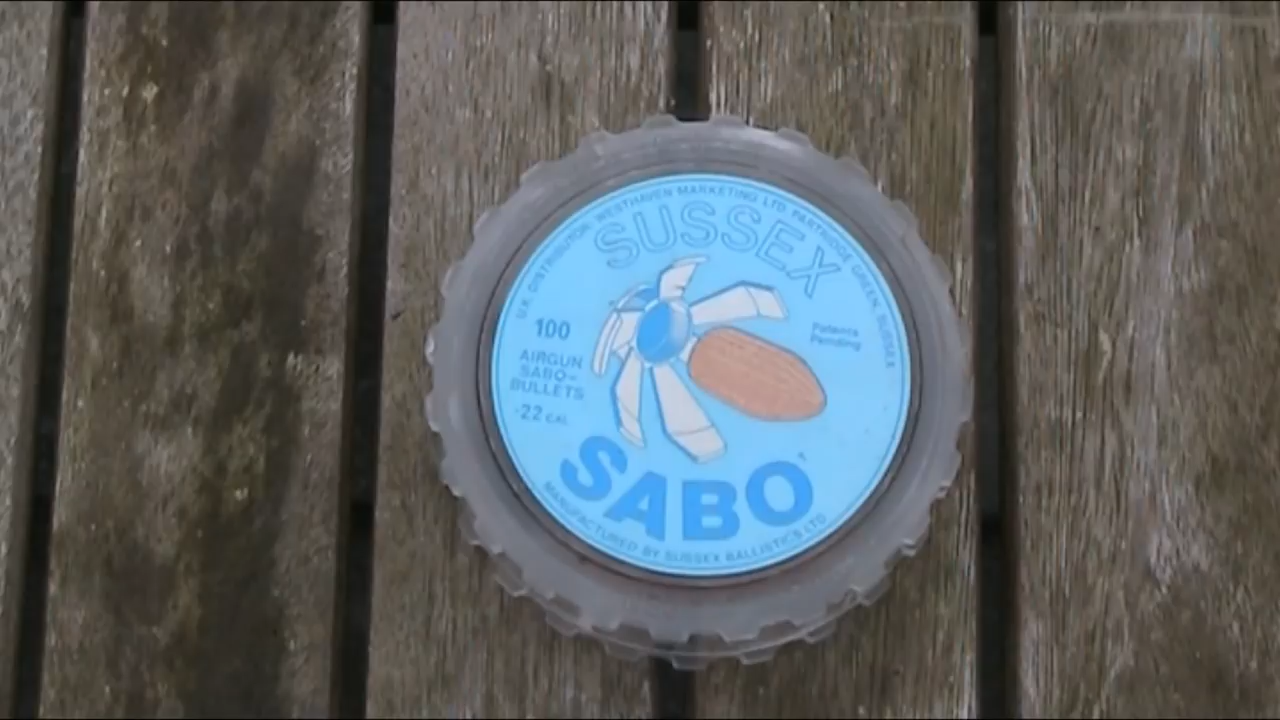 U.K. DISTRIBUTOR WESTHAVEN MARKETING LTD PARTRIDGE GREEN, SUSSEX
SUSSEX
100
AIRGUN
SABO-
BULLETS
·22 CAL
Patents
Pending
SABO
MANUFACTURED BY SUSSEX BALLISTICS LTD